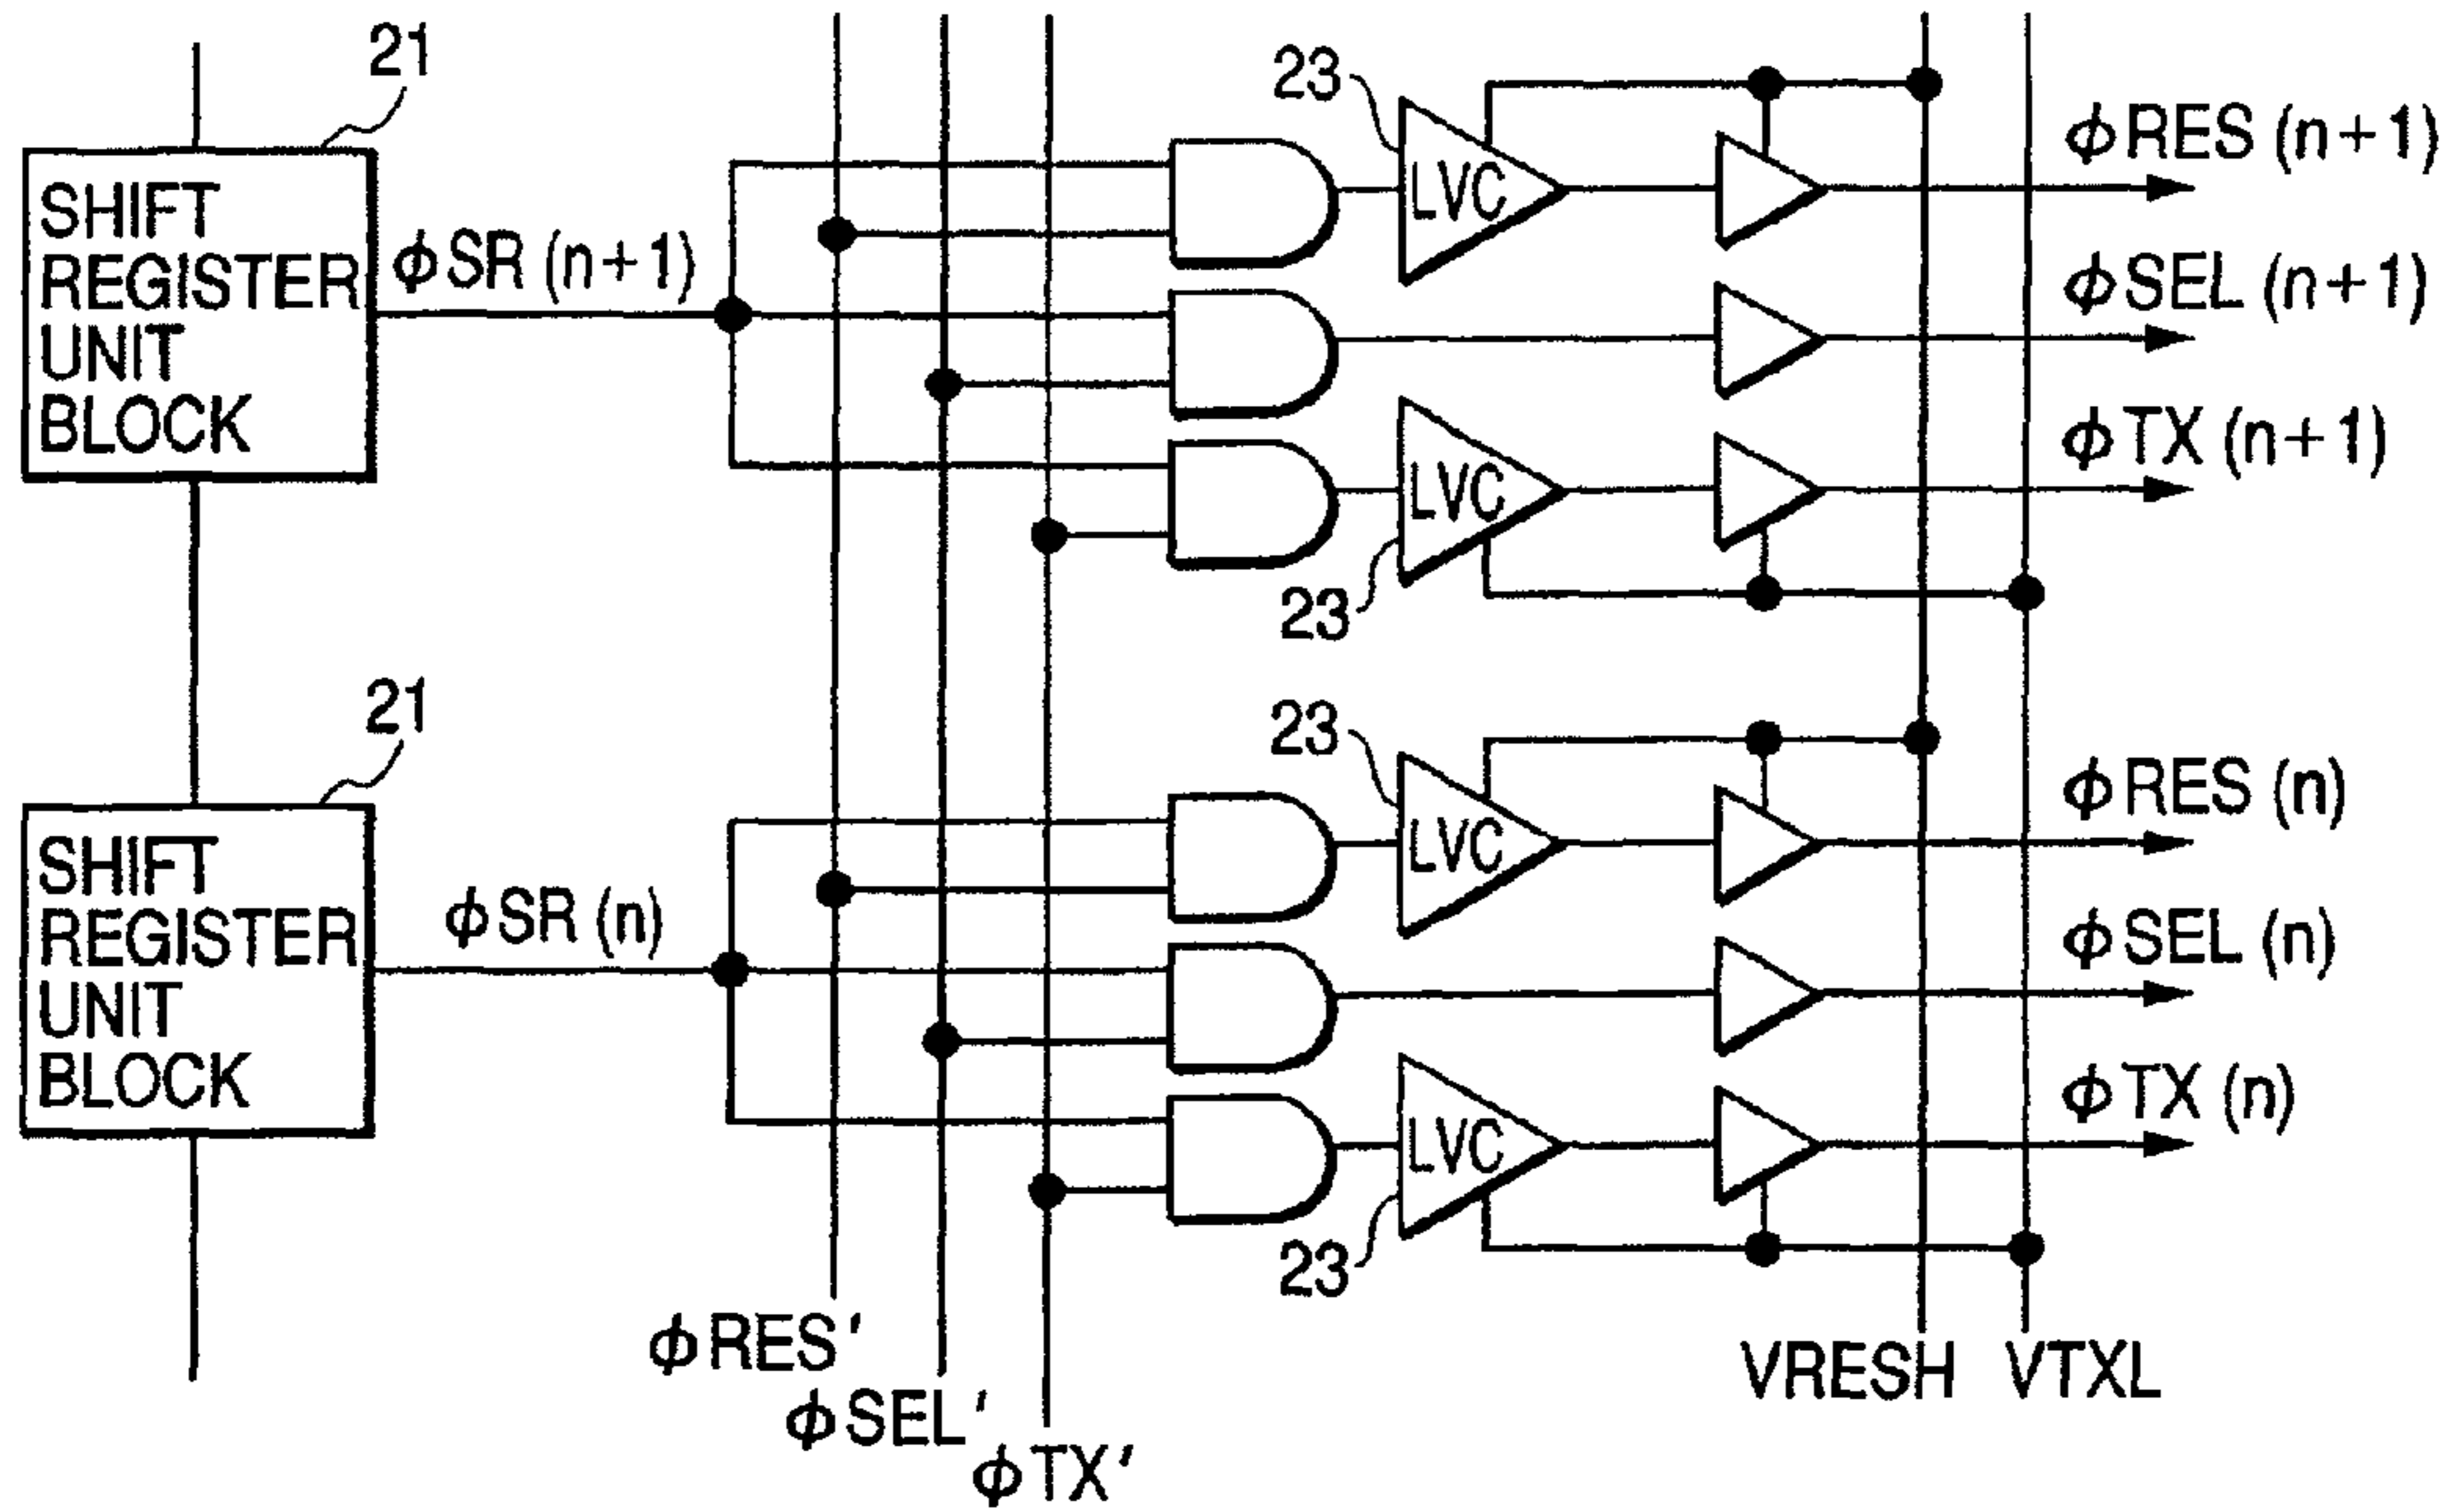 21
SHIFT
REGISTER
UNIT
BLOCK
ϕSR (n+1)
23
LVC
ϕRES (n+1)
ϕSEL (n+1)
LVC
23
ϕTX (n+1)
21
SHIFT
REGISTER
UNIT
BLOCK
ϕSR (n)
23
LVC
ϕRES (n)
ϕSEL (n)
LVC
23
ϕTX (n)
ϕRES'
ϕSEL'
ϕTX'
VRESH
VTXL